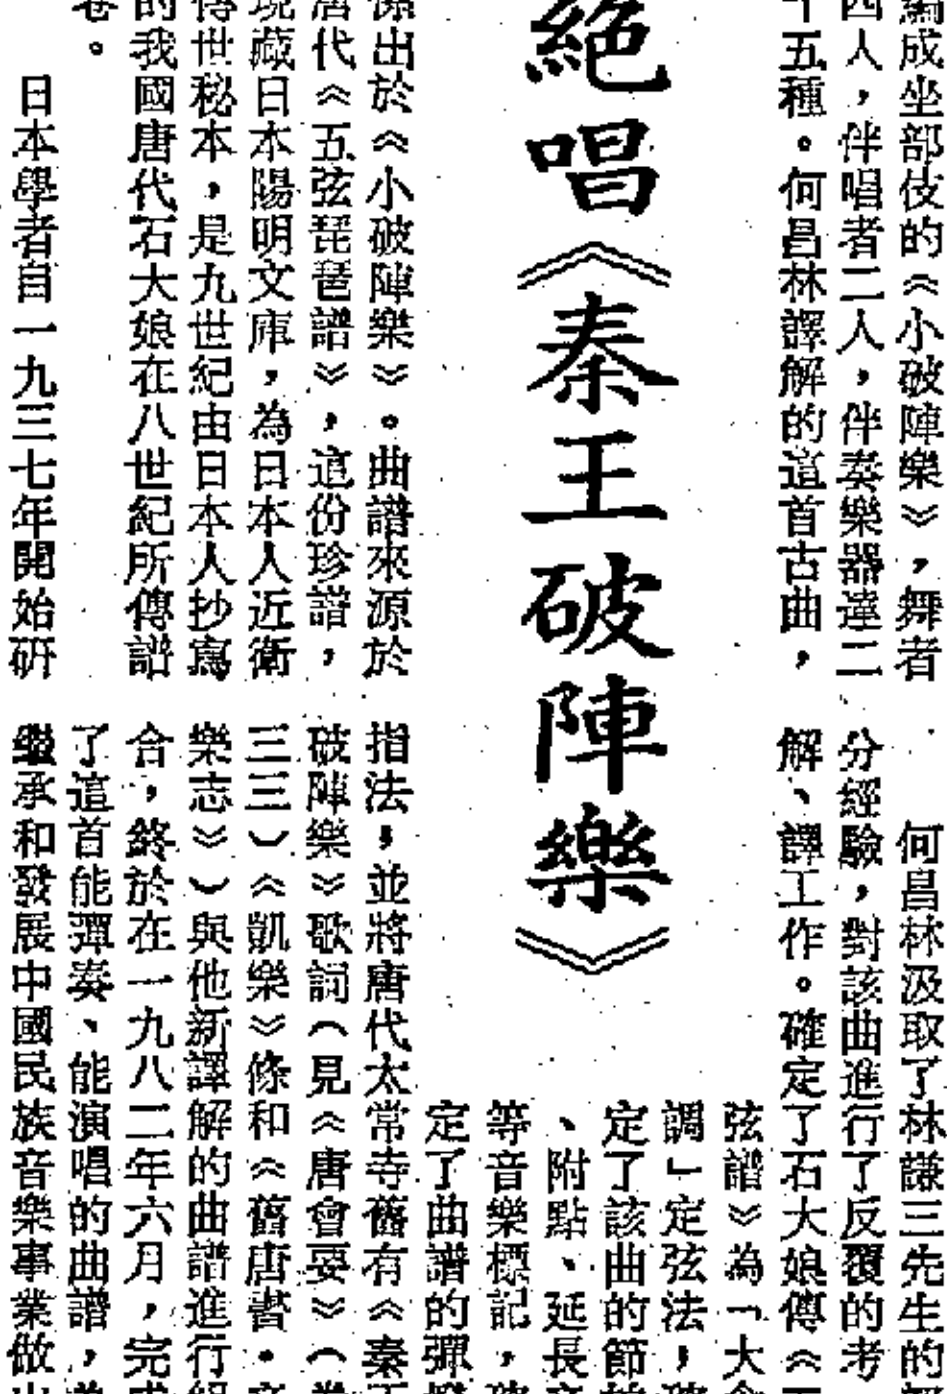 絕唱《秦王破陣樂》
編成坐部伎的《小破陣樂》,舞者
四人,伴唱者二人,伴奏樂器達二
十五種。何昌林譯解的這首古曲,
係出於《小破陣樂》。曲譜來源於
唐代《五弦琵琶譜》,這份珍譜,
現藏日本陽明文庫,為日本人近衛
傳世秘本,是九世紀由日本人抄寫
的我國唐代石大娘在八世紀所傳譜
卷。
日本學者自一九三七年開始研
何昌林汲取了林謙三先生的
分經驗,對該曲進行了反覆的考
解、譯工作。確定了石大娘傳《
弦譜》為「大
調」定弦法,
定了該曲的節
、附點、延長
等音樂標記,
定了曲譜的彈
指法,並將唐代太常寺舊有《秦王
破陣樂》歌詞(見《唐會要》(
三三)《凱樂》條和《舊唐書·
樂志》)與他新譯解的曲譜進行
合,終於在一九八二年六月,完成
了這首能彈奏、能演唱的曲譜,
繼承和發展中國民族音樂事業做出